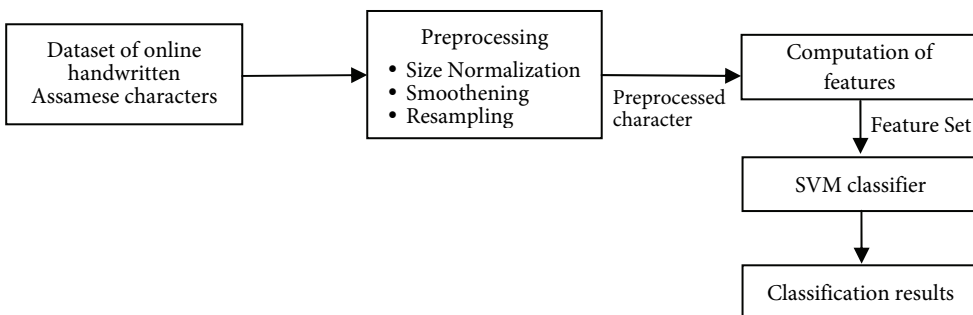 Dataset of online
handwritten
Assamese characters
Preprocessing
• Size Normalization
• Smoothening
• Resampling
Preprocessed
character
Computation of
features
Feature Set
SVM classifier
Classification results